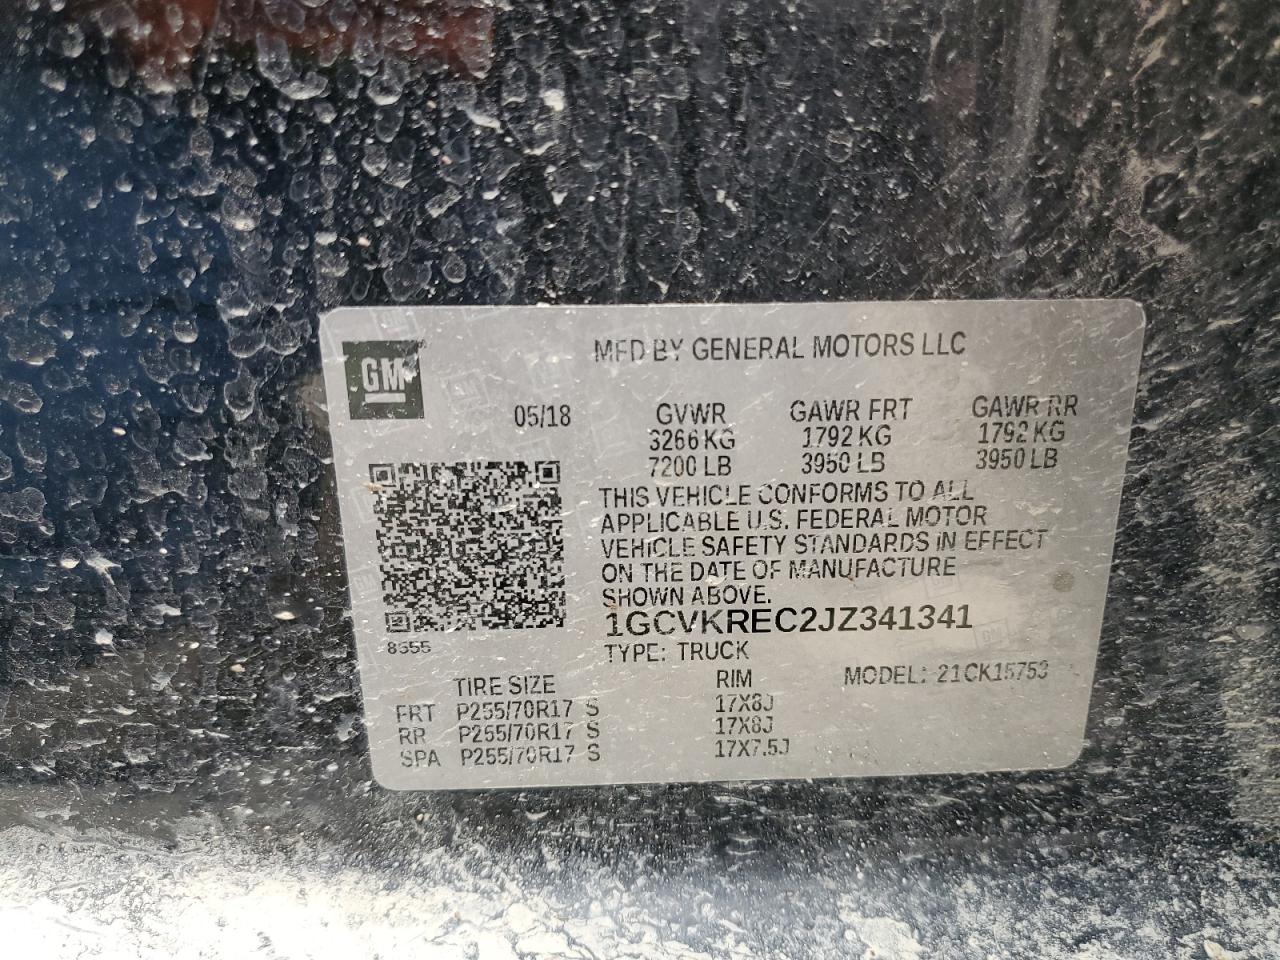 GM
MFD BY GENERAL MOTORS LLC
05/18 GVWR GAWR FRT GAWR RR
3266 KG 1792 KG 1792 KG
7200 LB 3950 LB 3950 LB
THIS VEHICLE CONFORMS TO ALL
APPLICABLE U.S. FEDERAL MOTOR
VEHICLE SAFETY STANDARDS IN EFFECT
ON THE DATE OF MANUFACTURE
SHOWN ABOVE.
1GCVKREC2JZ341341
TYPE: TRUCK
MODEL: 21CK15753
TIRE SIZE RIM
FRT P255/70R17 S 17X8J
RR P255/70R17 S 17X8J
SPA P255/70R17 S 17X7.5J